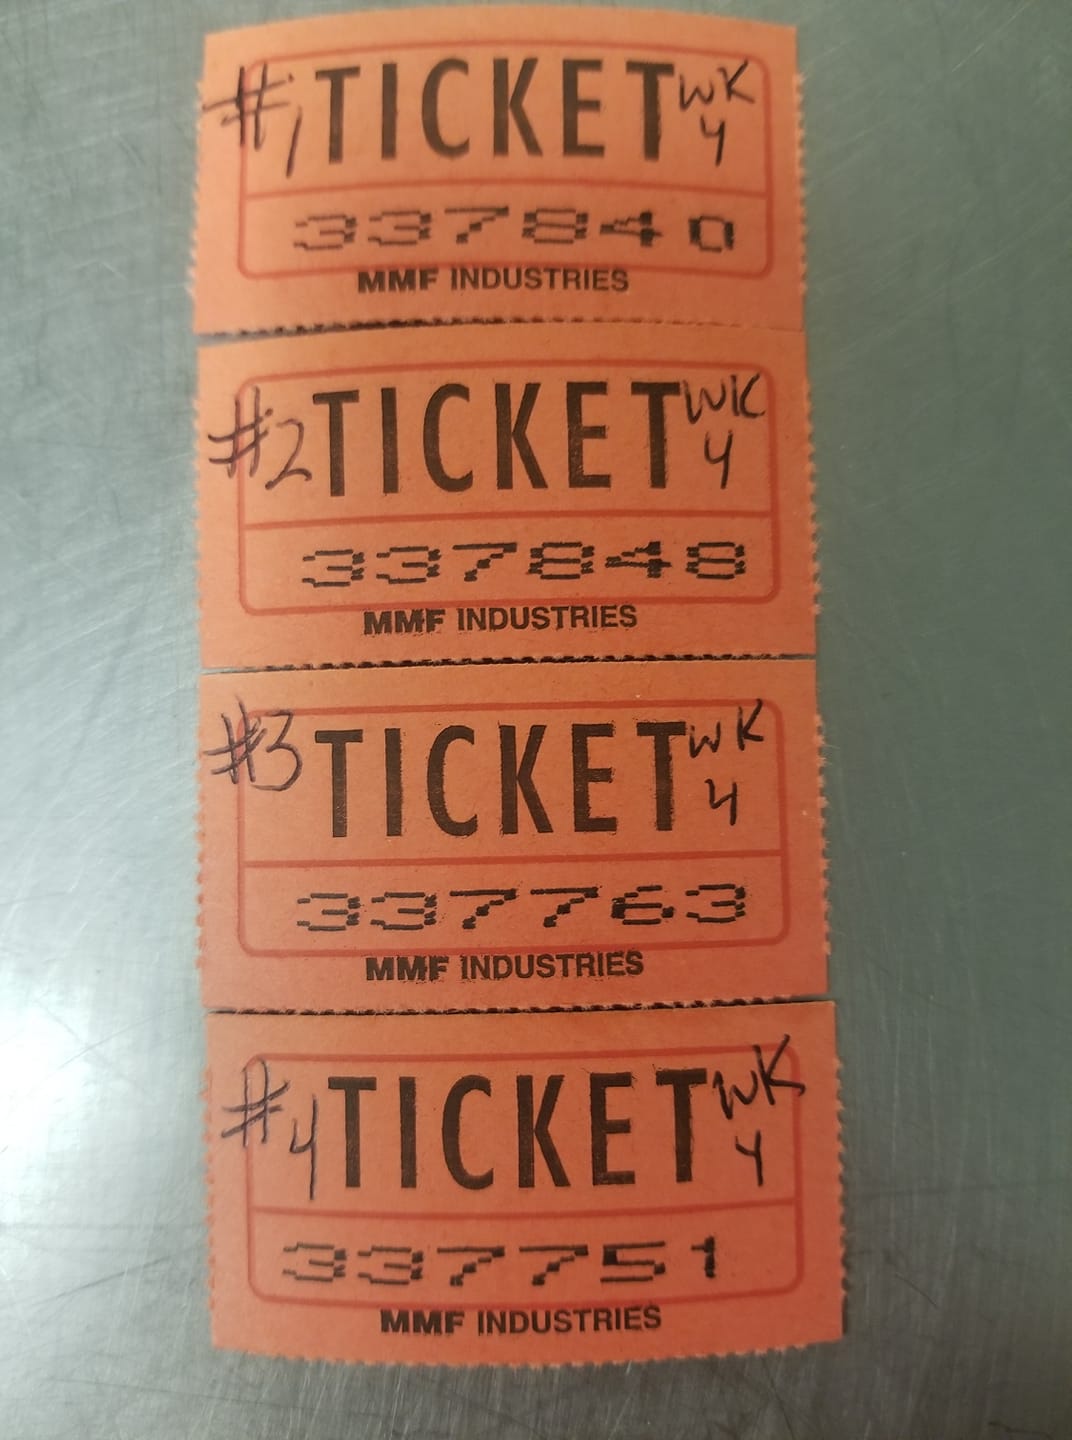 #1 TICKET WK
4
337840
MMF INDUSTRIES
#2 TICKET WK
4
337848
MMF INDUSTRIES
#3 TICKET WK
4
337763
MMF INDUSTRIES
#4 TICKET WK
4
337751
MMF INDUSTRIES